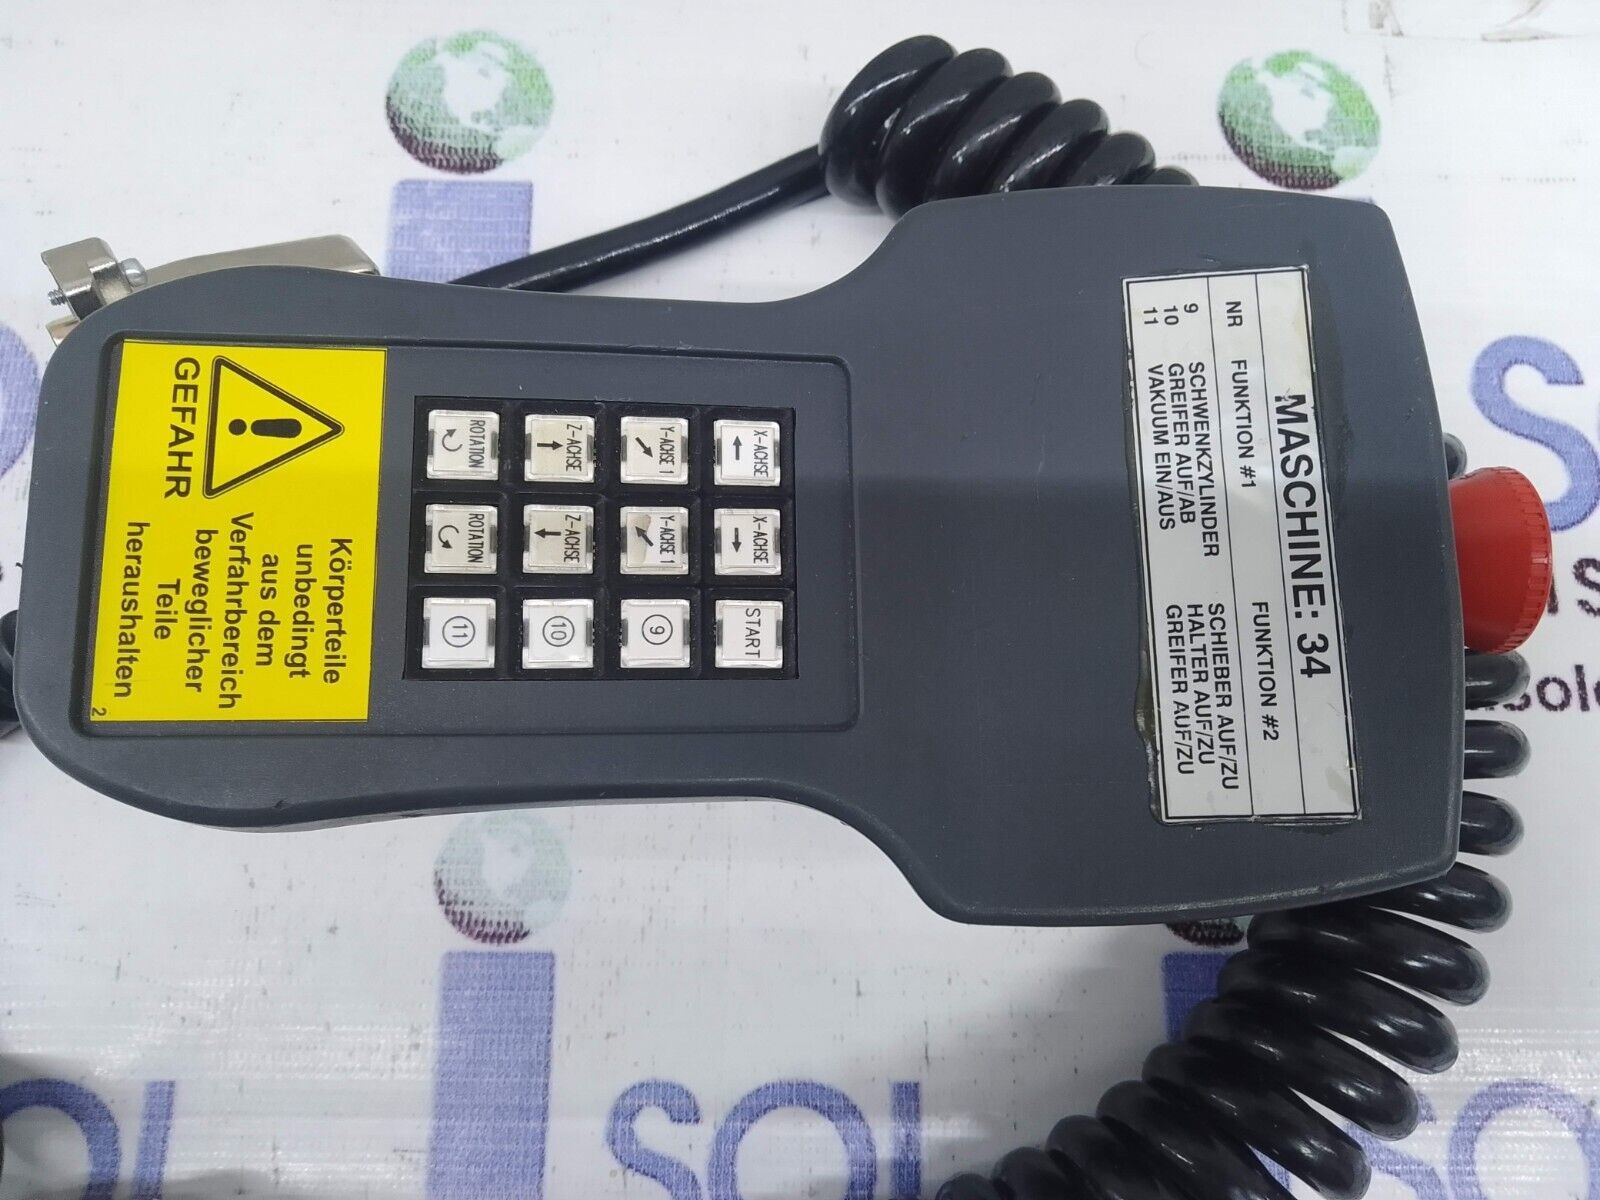 MASCHINE: 34
NR FUNKTION #1 FUNKTION #2
9 SCHWENKZYLINDER SCHIEBER AUF/ZU
10 GREIFER AUF/AB HALTER AUF/ZU
11 VAKUUM EIN/AUS GREIFER AUF/ZU
X-ACHSE X-ACHSE START
Y-ACHSE 1 Y-ACHSE 1 9
Z-ACHSE Z-ACHSE 10
ROTATION ROTATION 11
GEFAHR
Körperteile
unbedingt
aus dem
Verfahrbereich
beweglicher
Teile
heraushalten
2